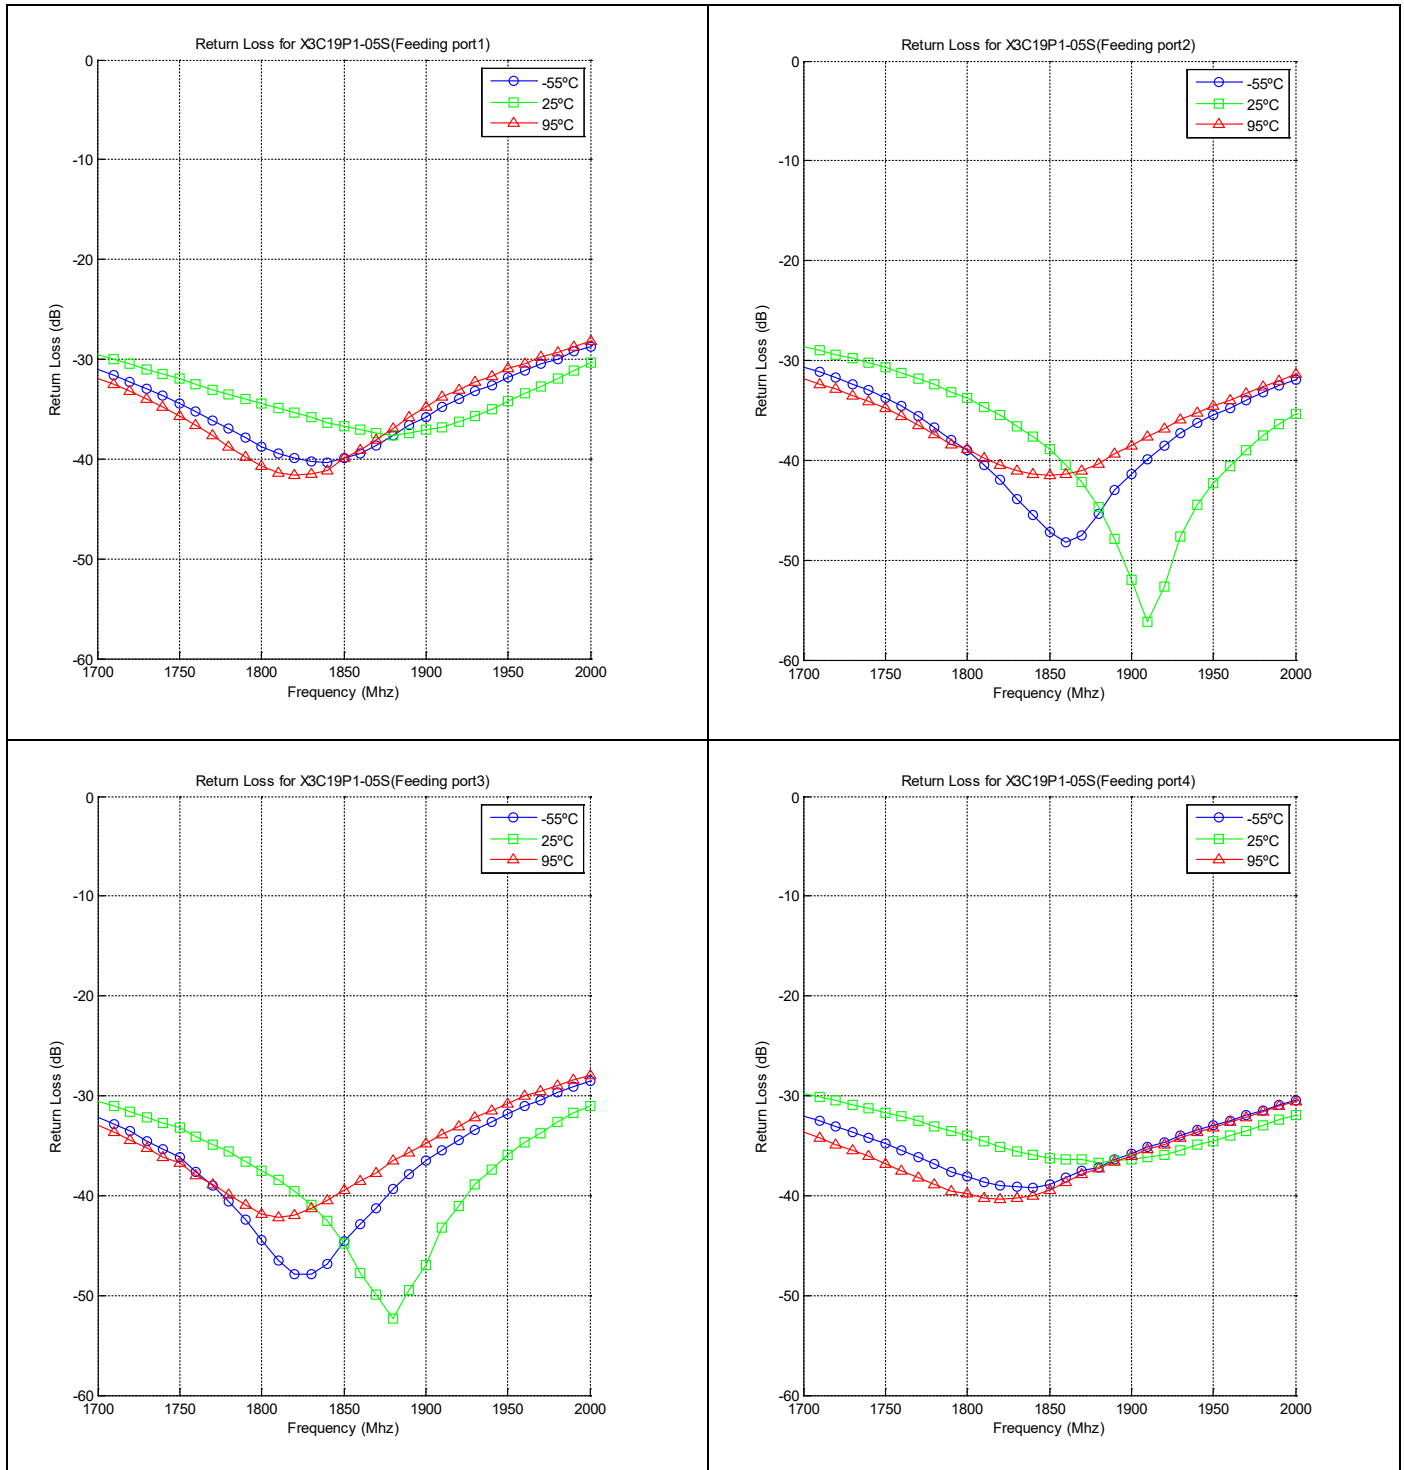 Return Loss for X3C19P1-05S(Feeding port1)
0
-10
-20
-30
-40
-50
-60
1700 1750 1800 1850 1900 1950 2000
Return Loss (dB)
Frequency (Mhz)
-55ºC
25ºC
95ºC
Return Loss for X3C19P1-05S(Feeding port2)
0
-10
-20
-30
-40
-50
-60
1700 1750 1800 1850 1900 1950 2000
Return Loss (dB)
Frequency (Mhz)
-55ºC
25ºC
95ºC
Return Loss for X3C19P1-05S(Feeding port3)
0
-10
-20
-30
-40
-50
-60
1700 1750 1800 1850 1900 1950 2000
Return Loss (dB)
Frequency (Mhz)
-55ºC
25ºC
95ºC
Return Loss for X3C19P1-05S(Feeding port4)
0
-10
-20
-30
-40
-50
-60
1700 1750 1800 1850 1900 1950 2000
Return Loss (dB)
Frequency (Mhz)
-55ºC
25ºC
95ºC